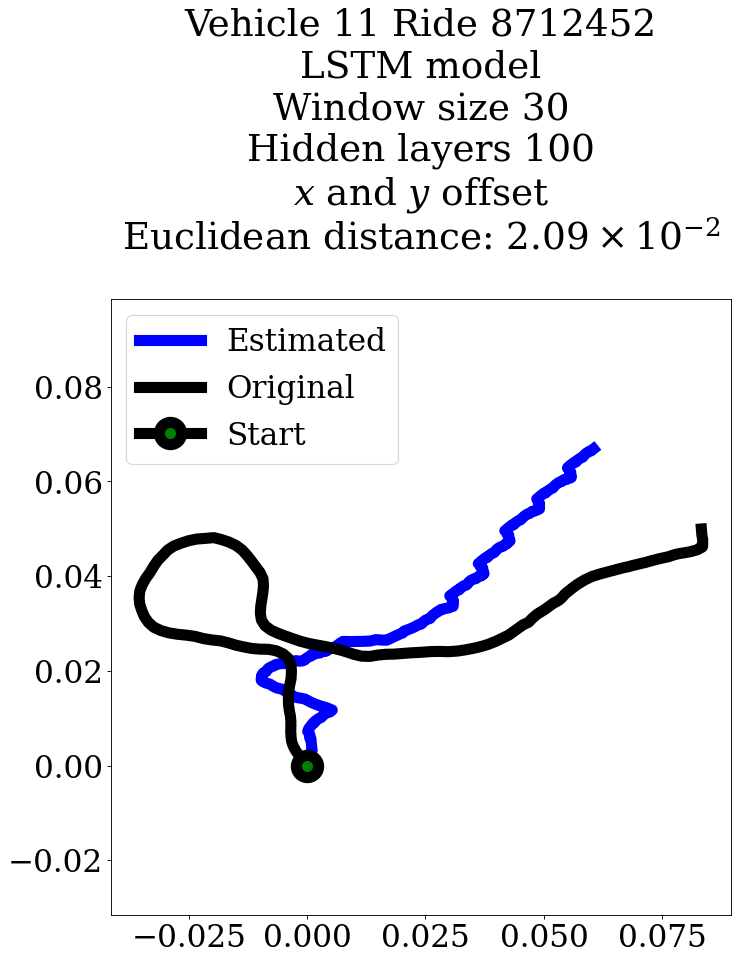 Vehicle 11 Ride 8712452
LSTM model
Window size 30
Hidden layers 100
x and y offset
Euclidean distance: 2.09 × 10⁻²
Estimated
Original
Start
0.08
0.06
0.04
0.02
0.00
−0.02
−0.025 0.000 0.025 0.050 0.075